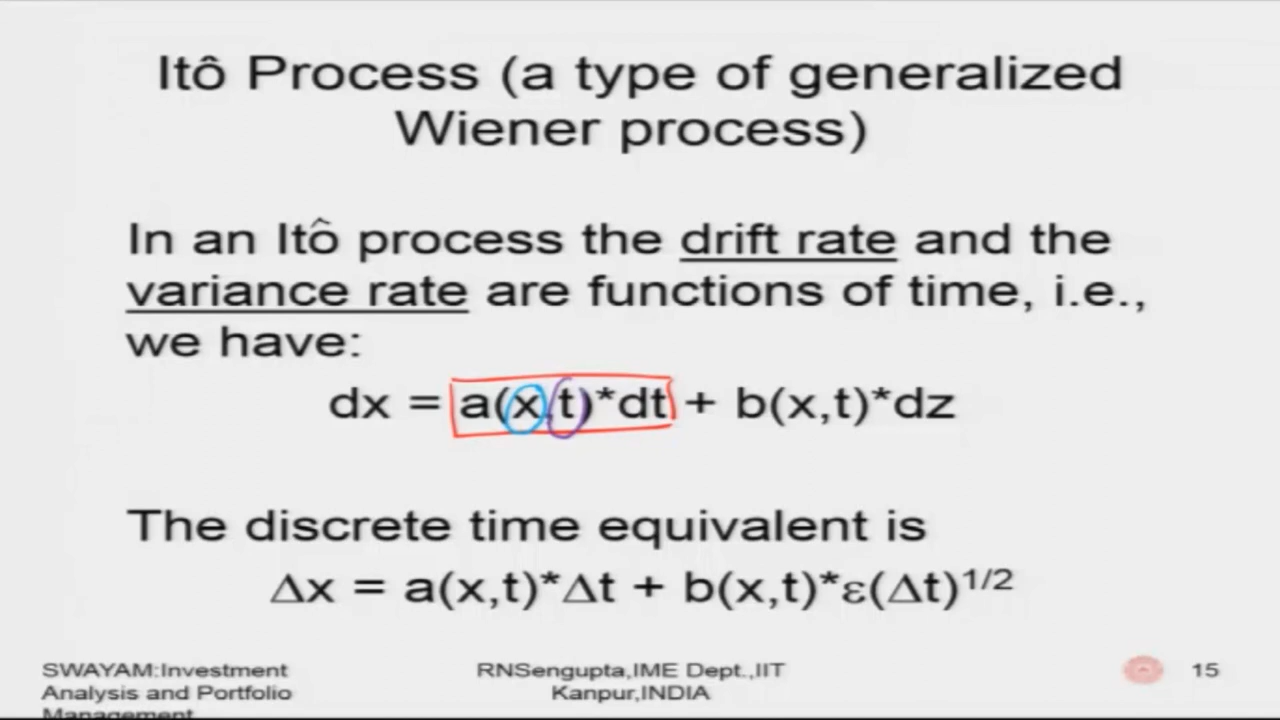 Itô Process (a type of generalized
Wiener process)
In an Itô process the drift rate and the
variance rate are functions of time, i.e.,
we have:
dx = a(x,t)*dt + b(x,t)*dz
The discrete time equivalent is
Δx = a(x,t)*Δt + b(x,t)*ε(Δt)^1/2
SWAYAM:Investment
Analysis and Portfolio
Management
RNSengupta,IME Dept.,IIT
Kanpur,INDIA
15